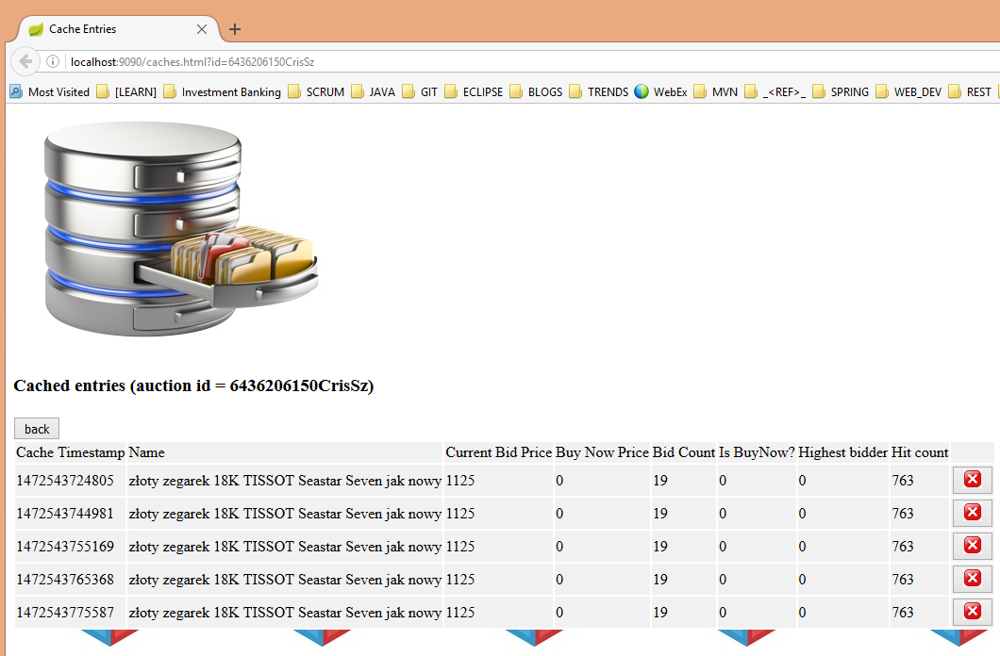 Cache Entries
localhost:9090/caches.html?id=6436206150CrisSz
Most Visited [LEARN] Investment Banking SCRUM JAVA GIT ECLIPSE BLOGS TRENDS WebEx MVN _<REF>_ SPRING WEB_DEV REST
Cached entries (auction id = 6436206150CrisSz)
back
Cache Timestamp Name Current Bid Price Buy Now Price Bid Count Is BuyNow? Highest bidder Hit count
1472543724805 złoty zegarek 18K TISSOT Seastar Seven jak nowy 1125 0 19 0 0 763
1472543744981 złoty zegarek 18K TISSOT Seastar Seven jak nowy 1125 0 19 0 0 763
1472543755169 złoty zegarek 18K TISSOT Seastar Seven jak nowy 1125 0 19 0 0 763
1472543765368 złoty zegarek 18K TISSOT Seastar Seven jak nowy 1125 0 19 0 0 763
1472543775587 złoty zegarek 18K TISSOT Seastar Seven jak nowy 1125 0 19 0 0 763